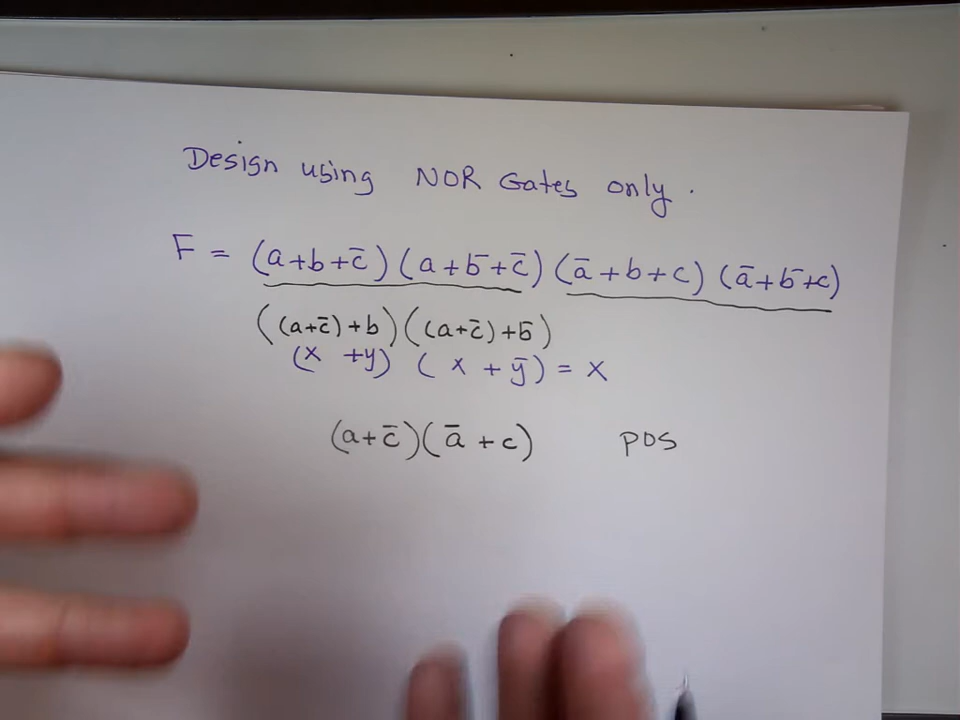 Design using NOR Gates only.
F = (a+b+c̄)(a+b̄+c̄)(ā+b+c)(ā+b̄+c)
((a+c̄)+b)((a+c̄)+b̄)
(x +y) (x + ȳ) = x
(a+c̄)(ā+c) POS